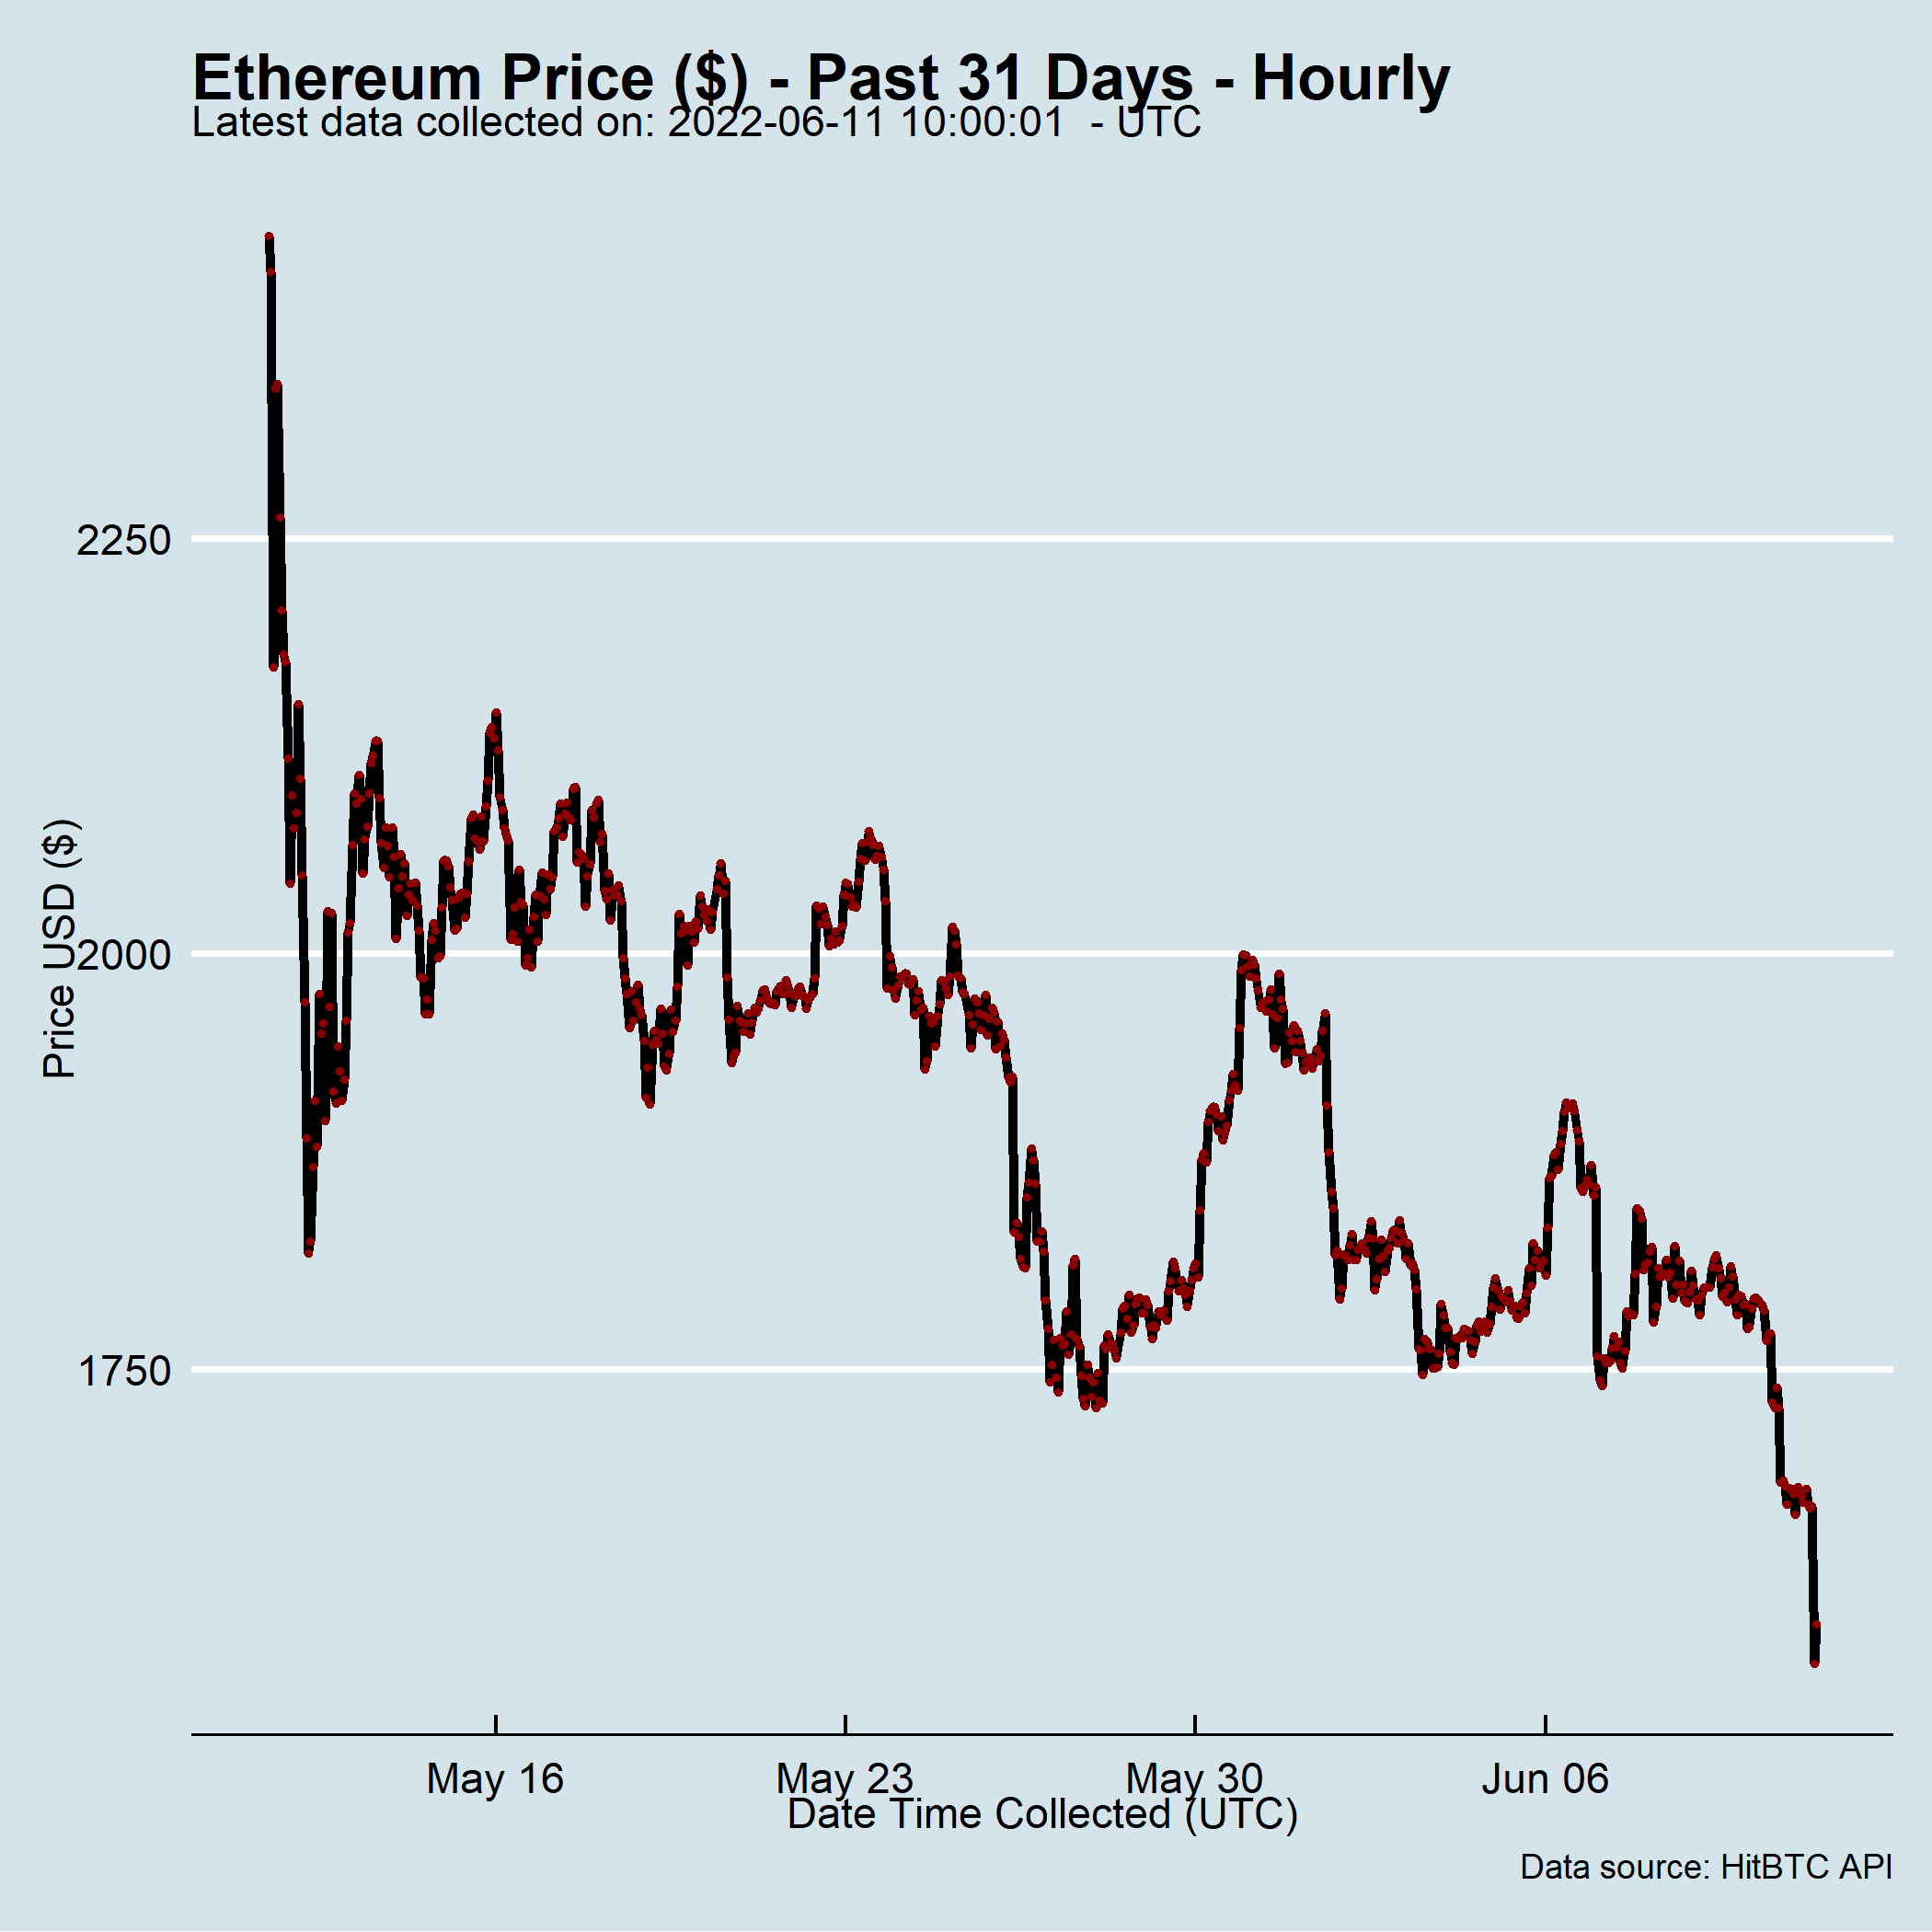 Ethereum Price ($) - Past 31 Days - Hourly
Latest data collected on: 2022-06-11 10:00:01  - UTC
Price USD ($)
2250
2000
1750
May 16
May 23
May 30
Jun 06
Date Time Collected (UTC)
Data source: HitBTC API